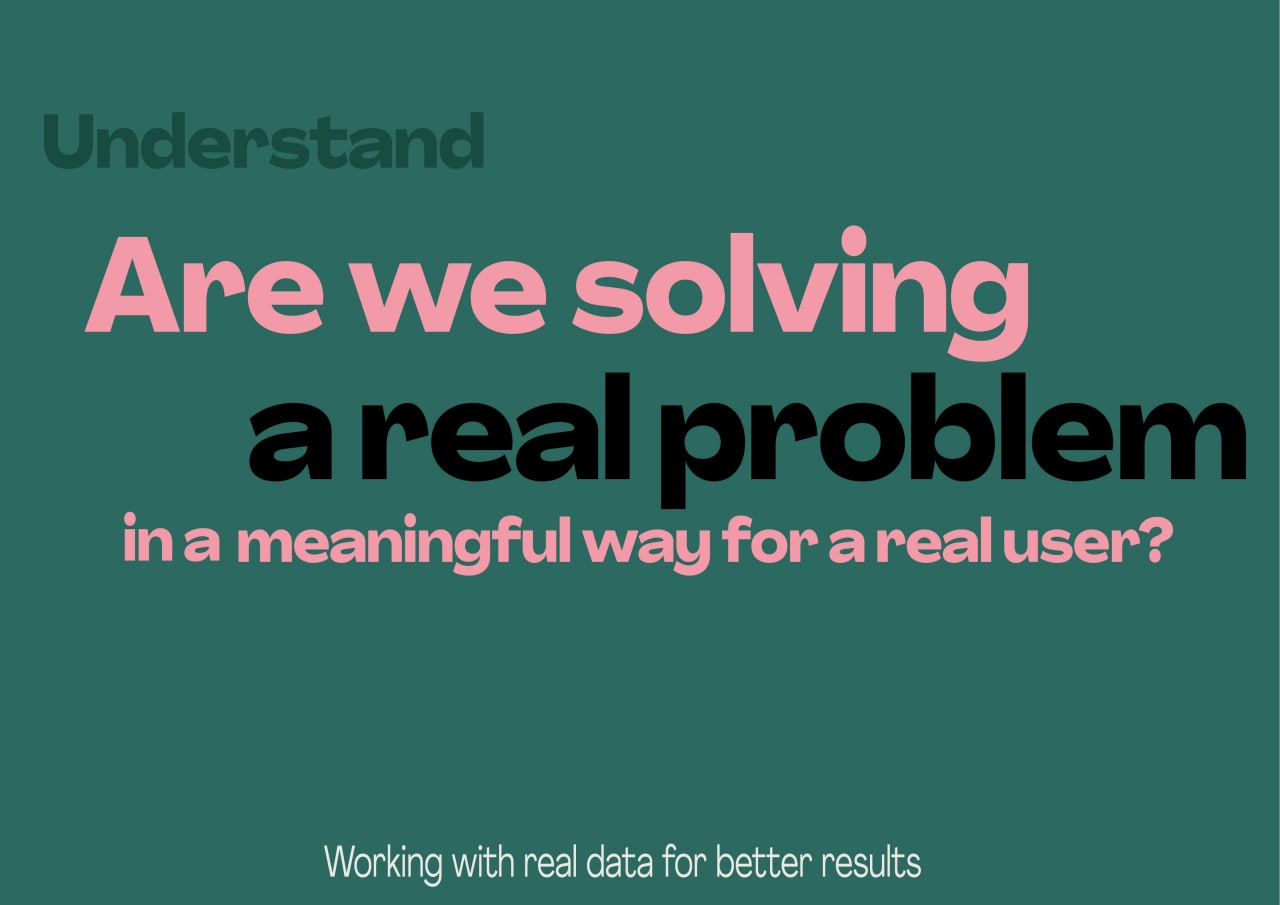 Understand
Are we solving
a real problem
in a meaningful way for a real user?
Working with real data for better results